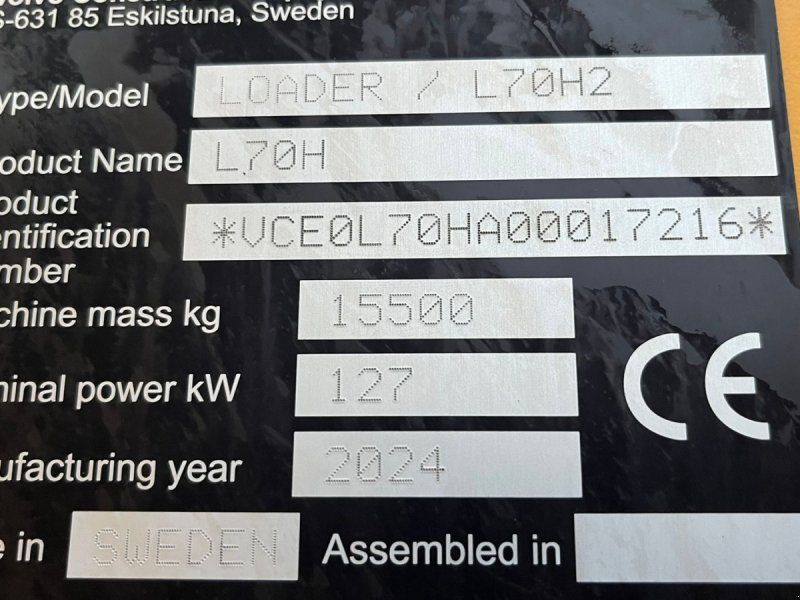 S-631 85 Eskilstuna, Sweden
ype/Model LOADER / L70H2
roduct Name L70H
oduct
entification *VCE0L70HA00017216*
mber
chine mass kg 15500
minal power kW 127
nufacturing year 2024
CE
e in SWEDEN Assembled in